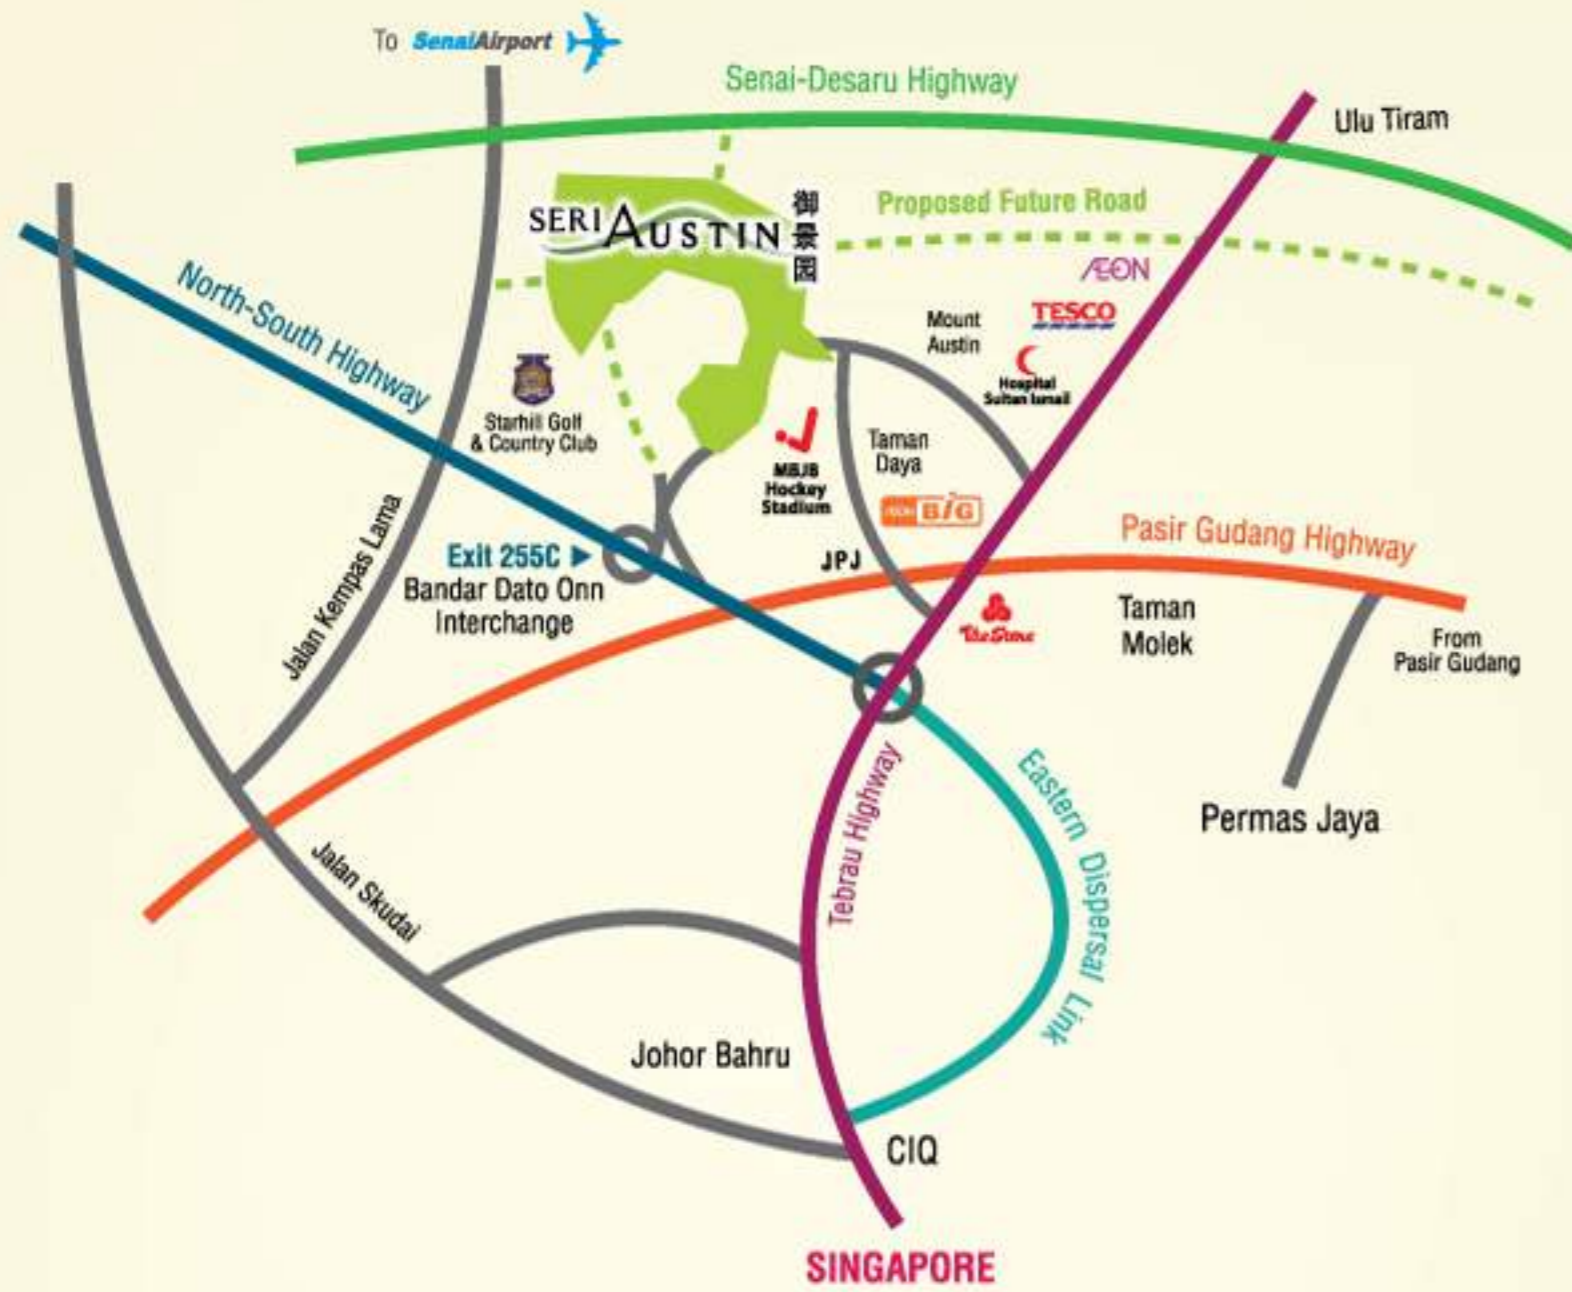 To SenaiAirport
Senai-Desaru Highway
Ulu Tiram
SERI AUSTIN
御景园
Proposed Future Road
ÆON
TESCO
Mount
Austin
Hospital
Sultan Ismail
North-South Highway
Starhill Golf
& Country Club
MBJB
Hockey
Stadium
Taman
Daya
AEON BiG
Pasir Gudang Highway
Jalan Kempas Lama
Exit 255C
Bandar Dato Onn
Interchange
JPJ
The Store
Taman
Molek
From
Pasir Gudang
Tebrau Highway
Eastern Dispersal Link
Permas Jaya
Jalan Skudai
Johor Bahru
CIQ
SINGAPORE